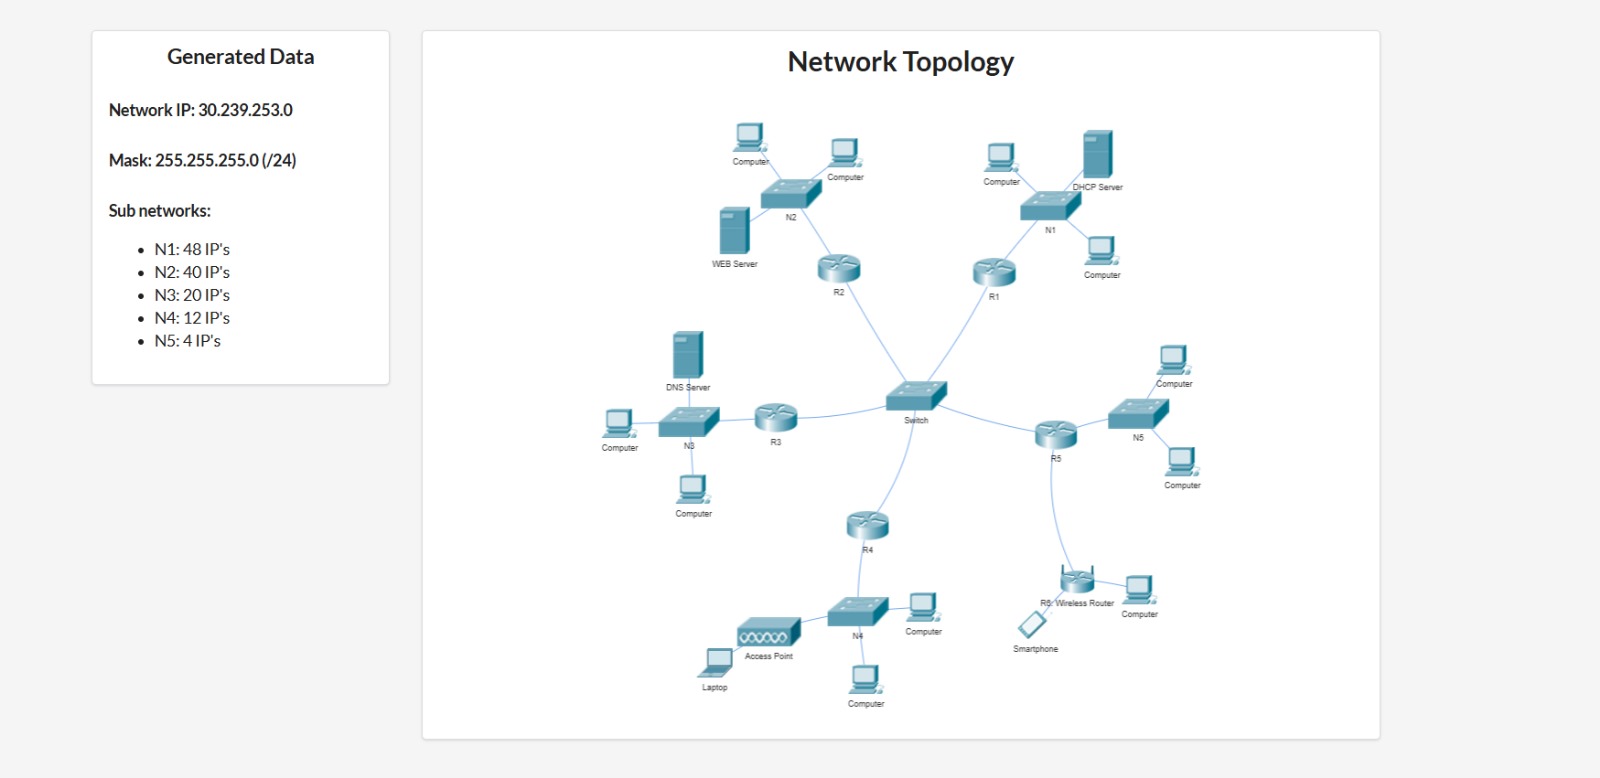 Generated Data
Network IP: 30.239.253.0
Mask: 255.255.255.0 (/24)
Sub networks:
N1: 48 IP's
N2: 40 IP's
N3: 20 IP's
N4: 12 IP's
N5: 4 IP's
Network Topology
Computer
Computer
N2
WEB Server
R2
Computer
DHCP Server
N1
Computer
R1
DNS Server
Computer
N3
Computer
R3
Switch
Computer
N5
R5
Computer
R4
R6: Wireless Router
Computer
Smartphone
N4
Computer
Access Point
Laptop
Computer